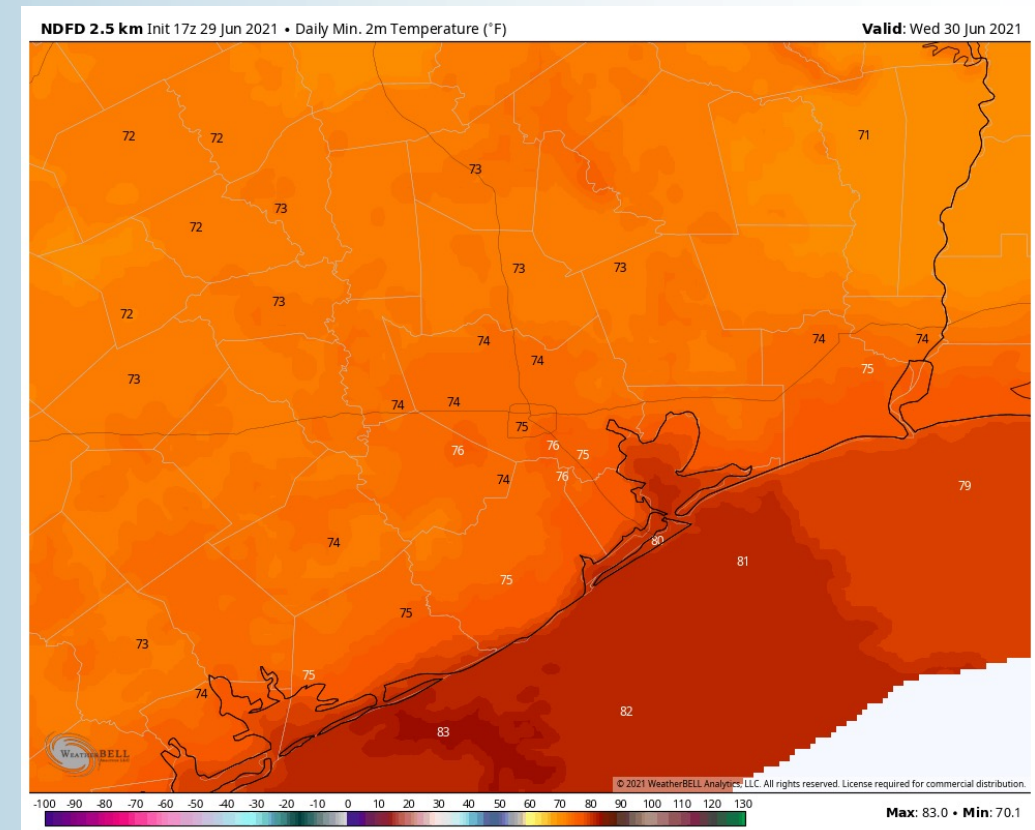 NDFD 2.5 km Init 17z 29 Jun 2021 • Daily Min. 2m Temperature (°F) Valid: Wed 30 Jun 2021
72 72 71
73
73
72
73 73
73
72
74 74 74
74
75
73
74 74
75
76 76 75
74 76
79
74 80
81
75
75
73
75
74
82
83
WEATHERBELL
© 2021 WeatherBELL Analytics, LLC. All rights reserved. License required for commercial distribution.
-100 -90 -80 -70 -60 -50 -40 -30 -20 -10 0 10 20 30 40 50 60 70 80 90 100 110 120 130
Max: 83.0 • Min: 70.1